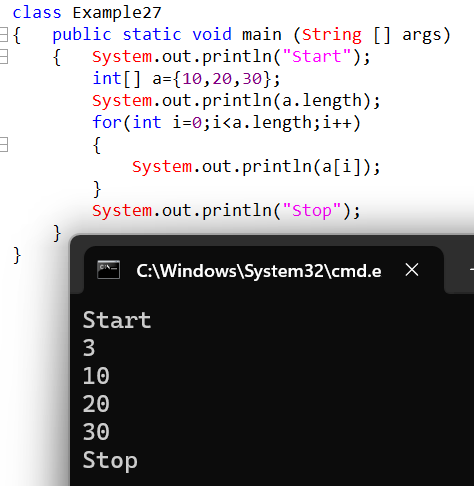 class Example27
{   public static void main (String [] args)
    {   System.out.println("Start");
        int[] a={10,20,30};
        System.out.println(a.length);
        for(int i=0;i<a.length;i++)
        {
            System.out.println(a[i]);
        }
        System.out.println("Stop");
    }
}
C:\Windows\System32\cmd.e
Start
3
10
20
30
Stop